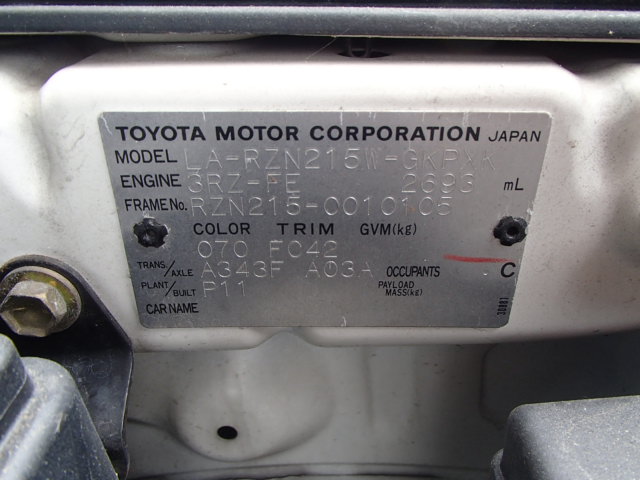 TOYOTA MOTOR CORPORATION JAPAN
MODEL LA-RZN215W-GKPXK
ENGINE 3RZ-FE 2693 mL
FRAME No. RZN215-0010105
COLOR TRIM GVM(kg)
070 FC42
TRANS./AXLE A343F A03A OCCUPANTS C
PLANT/BUILT P11 PAYLOAD MASS(kg)
CAR NAME